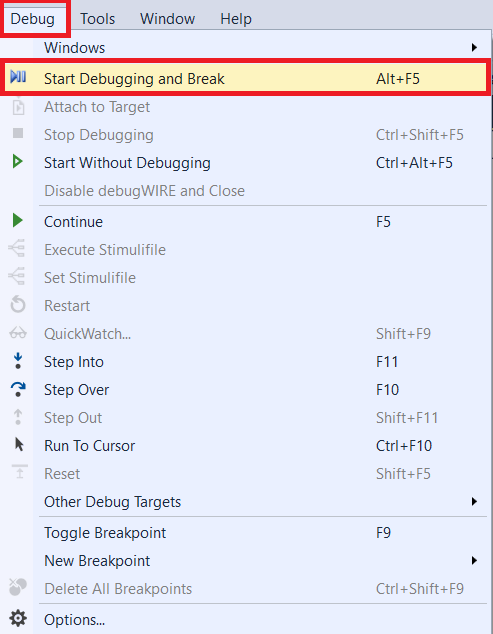 Debug Tools Window Help
Windows
Start Debugging and Break Alt+F5
Attach to Target
Stop Debugging Ctrl+Shift+F5
Start Without Debugging Ctrl+Alt+F5
Disable debugWIRE and Close
Continue F5
Execute Stimulifile
Set Stimulifile
Restart
QuickWatch... Shift+F9
Step Into F11
Step Over F10
Step Out Shift+F11
Run To Cursor Ctrl+F10
Reset Shift+F5
Other Debug Targets
Toggle Breakpoint F9
New Breakpoint
Delete All Breakpoints Ctrl+Shift+F9
Options...